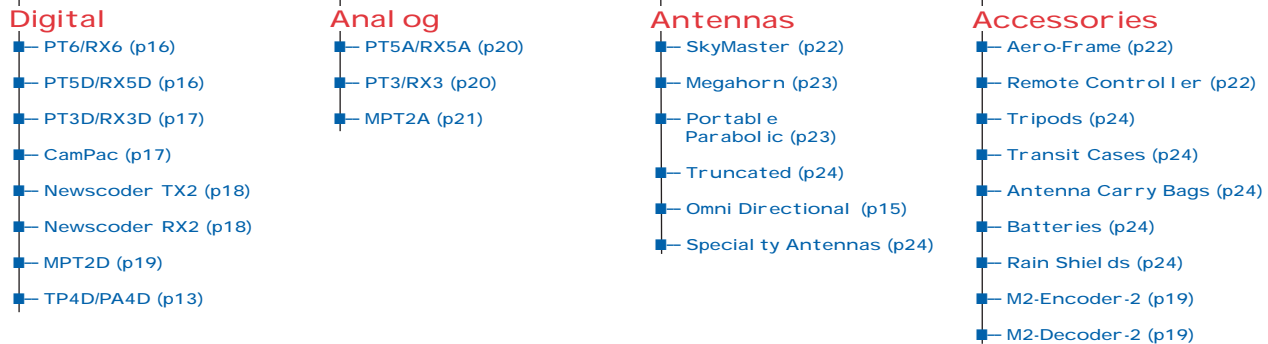 Digital
PT6/RX6 (p16)
PT5D/RX5D (p16)
PT3D/RX3D (p17)
CamPac (p17)
Newscoder TX2 (p18)
Newscoder RX2 (p18)
MPT2D (p19)
TP4D/PA4D (p13)
Analog
PT5A/RX5A (p20)
PT3/RX3 (p20)
MPT2A (p21)
Antennas
SkyMaster (p22)
Megahorn (p23)
Portable
Parabolic (p23)
Truncated (p24)
Omni Directional (p15)
Specialty Antennas (p24)
Accessories
Aero-Frame (p22)
Remote Controller (p22)
Tripods (p24)
Transit Cases (p24)
Antenna Carry Bags (p24)
Batteries (p24)
Rain Shields (p24)
M2-Encoder-2 (p19)
M2-Decoder-2 (p19)